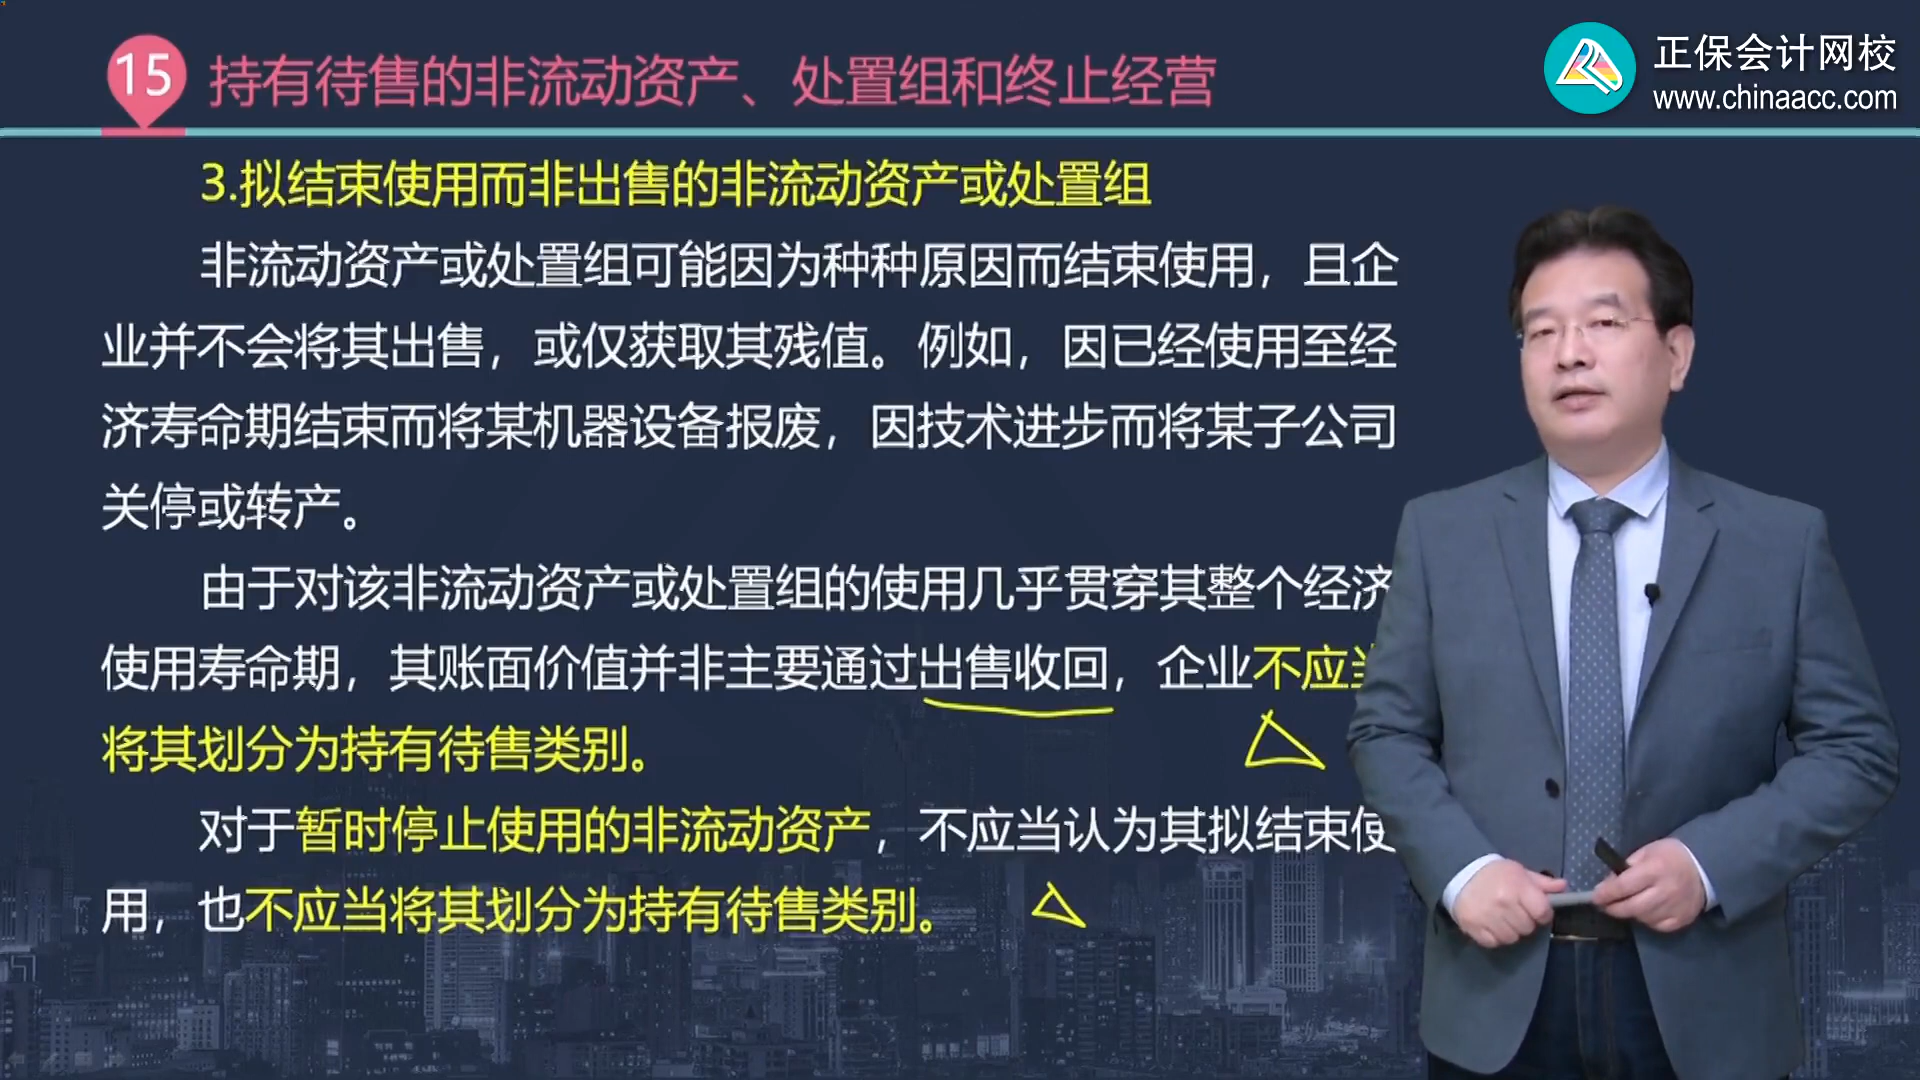 15 持有待售的非流动资产、处置组和终止经营
正保会计网校
www.chinaacc.com
3.拟结束使用而非出售的非流动资产或处置组
非流动资产或处置组可能因为种种原因而结束使用，且企
业并不会将其出售，或仅获取其残值。例如，因已经使用至经
济寿命期结束而将某机器设备报废，因技术进步而将某子公司
关停或转产。
由于对该非流动资产或处置组的使用几乎贯穿其整个经济
使用寿命期，其账面价值并非主要通过出售收回，企业不应当
将其划分为持有待售类别。
对于暂时停止使用的非流动资产，不应当认为其拟结束使
用，也不应当将其划分为持有待售类别。